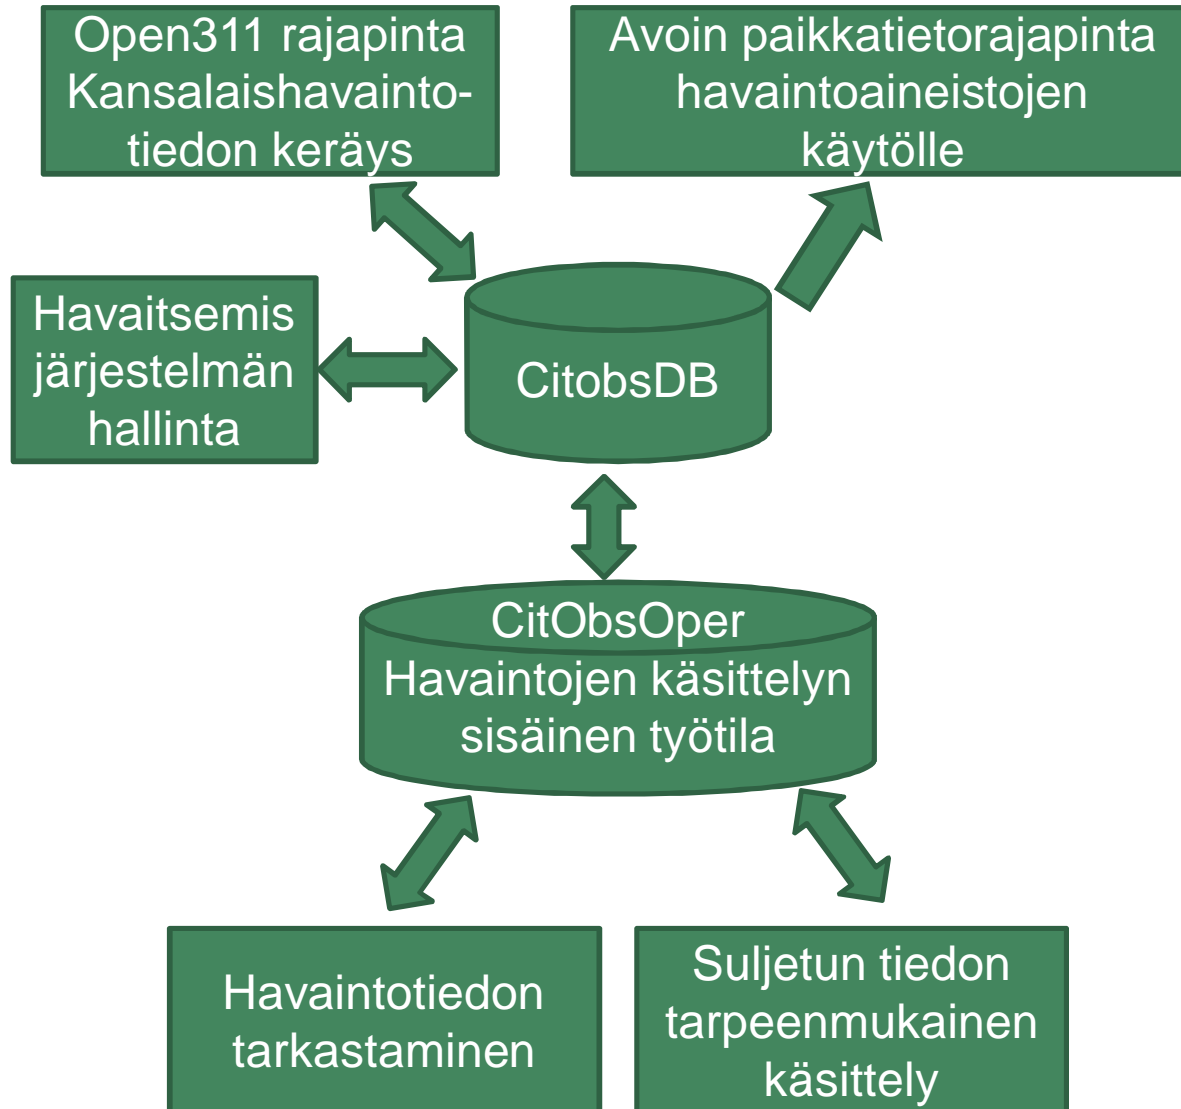 Open311 rajapinta
Kansalaishavainto-
tiedon keräys
Avoin paikkatietorajapinta
havaintoaineistojen
käytölle
Havaitsemis
järjestelmän
hallinta
CitobsDB
CitObsOper
Havaintojen käsittelyn
sisäinen työtila
Havaintotiedon
tarkastaminen
Suljetun tiedon
tarpeenmukainen
käsittely